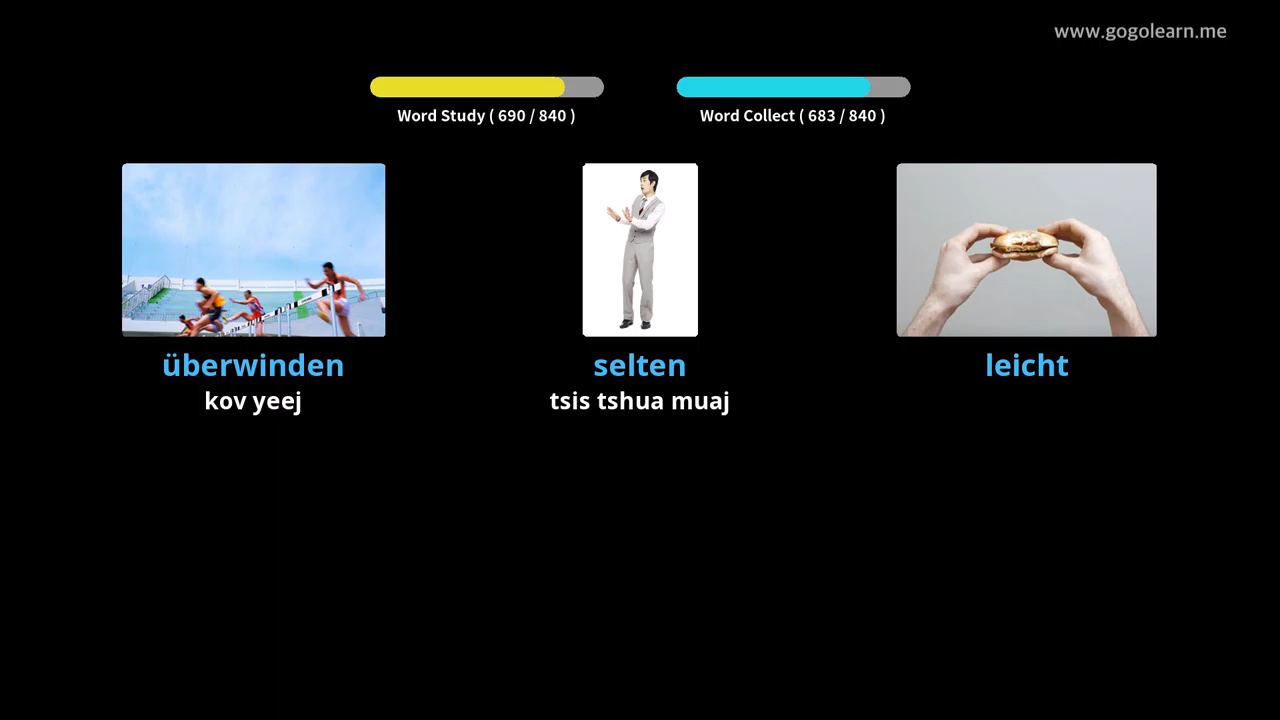 www.gogolearn.me
Word Study ( 690 / 840 )
Word Collect ( 683 / 840 )
überwinden
kov yeej
selten
tsis tshua muaj
leicht